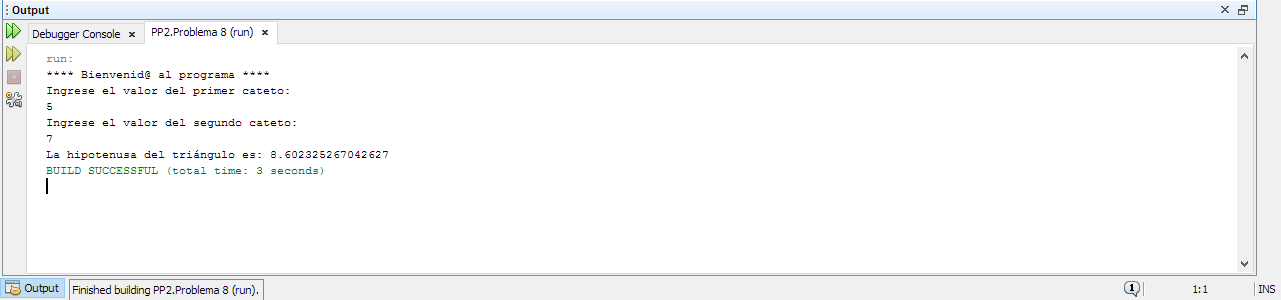 Output
Debugger Console
PP2.Problema 8 (run)
run:
**** Bienvenid@ al programa ****
Ingrese el valor del primer cateto:
5
Ingrese el valor del segundo cateto:
7
La hipotenusa del triángulo es: 8.602325267042627
BUILD SUCCESSFUL (total time: 3 seconds)
Output
Finished building PP2.Problema 8 (run).
1
1:1
INS